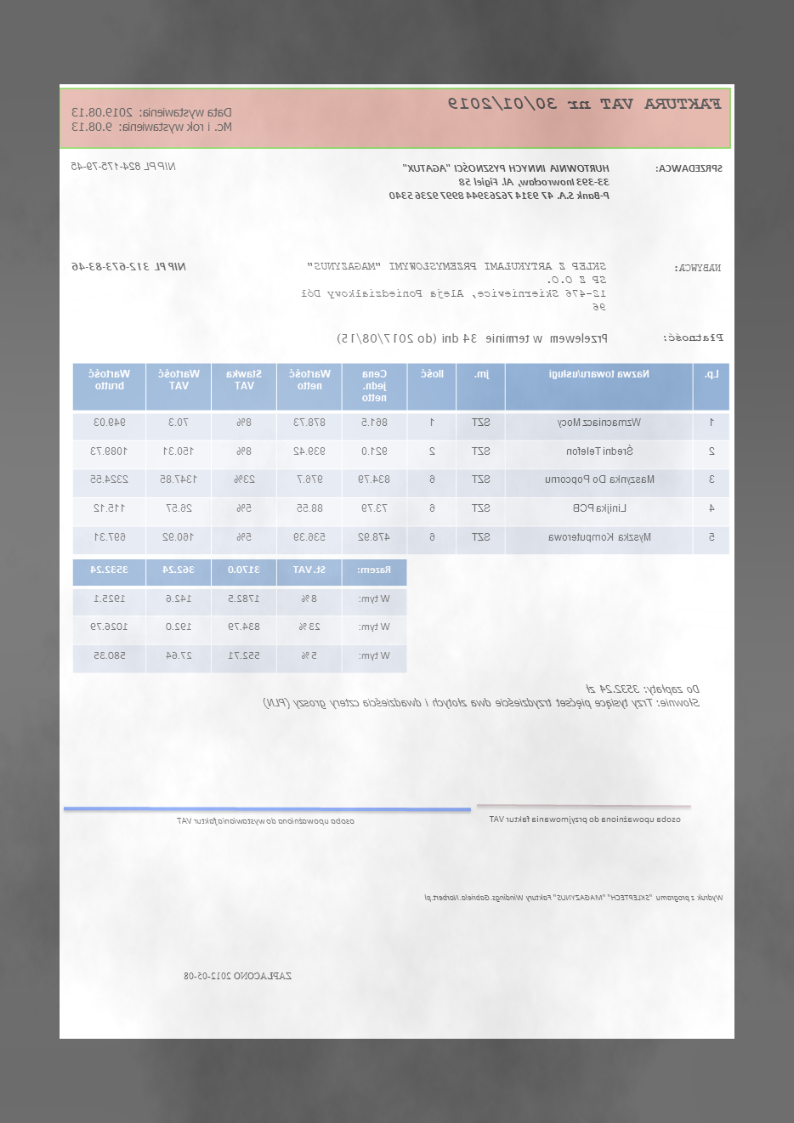 FAKTURA VAT nr 30/01/2019
Data wystawienia: 2019.08.13
Mc. i rok wystawienia: 9.08.13
SPRZEDAWCA: HURTOWNIA INNYCH PYSZNOŚCI "AGATUX" NIP PL 824-175-79-45
33-393 Inowrocław, Al. Figiel 58
P-Bank S.A. 47 9314 7626 3944 8997 9236 5340
NABYWCA: SKLEP Z ARTYKUŁAMI PRZEMYSŁOWYMI "MAGAZYNUS" NIP PL 312-673-83-46
SP Z O.O.
12-476 Skierniewice, Aleja Poniedziałkowy Dół
96
Płatność: Przelewem w terminie 34 dni (do 2017/08/15)
Lp. Nazwa towaru/usługi jm. Ilość Cena jedn. netto Wartość netto Stawka VAT Wartość VAT Wartość brutto
1 Wzmacniacz Mocy SZT 1 861.5 878.73 8% 70.3 949.03
2 Średni Telefon SZT 2 921.0 939.42 8% 150.31 1089.73
3 Maszynka Do Popcornu SZT 6 834.79 976.7 23% 1347.85 2324.55
4 Linijka PCB SZT 6 73.79 88.55 5% 26.57 115.12
5 Myszka Komputerowa SZT 6 478.92 536.39 5% 160.92 697.31
Razem: St.VAT 3170.0 362.24 3532.24
W tym: 8% 1782.5 142.6 1925.1
W tym: 23% 834.79 192.0 1026.79
W tym: 5% 552.71 27.64 580.35
Do zapłaty: 3532.24 zł
Słownie: Trzy tysiące pięćset trzydzieście dwa złotych i dwadzieścia cztery groszy (PLN)
osoba upoważniona do przyjmowania faktur VAT
osoba upoważniona do wystawiania faktur VAT
Wydruk z programu "SKLEPTECH" "MAGAZYNUS" Faktury Windings.Gabriela.Norbert.pl
ZAPŁACONO 2012-05-08